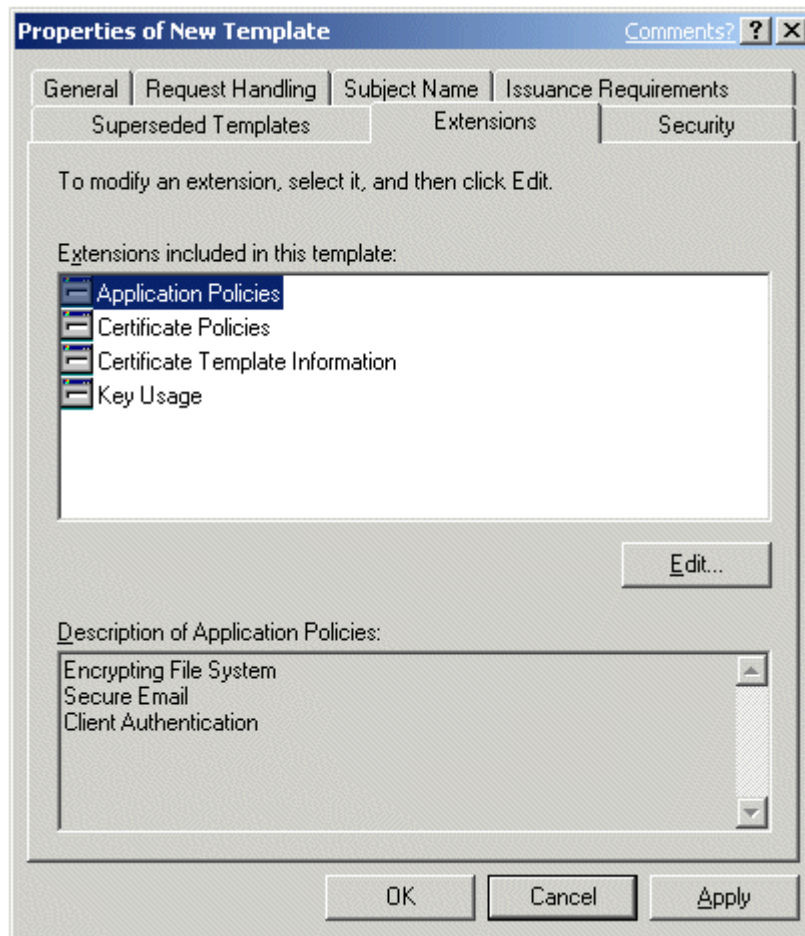 Properties of New Template Comments? ?
General Request Handling Subject Name Issuance Requirements
Superseded Templates Extensions Security
To modify an extension, select it, and then click Edit.
Extensions included in this template:
Application Policies
Certificate Policies
Certificate Template Information
Key Usage
Edit...
Description of Application Policies:
Encrypting File System
Secure Email
Client Authentication
OK Cancel Apply